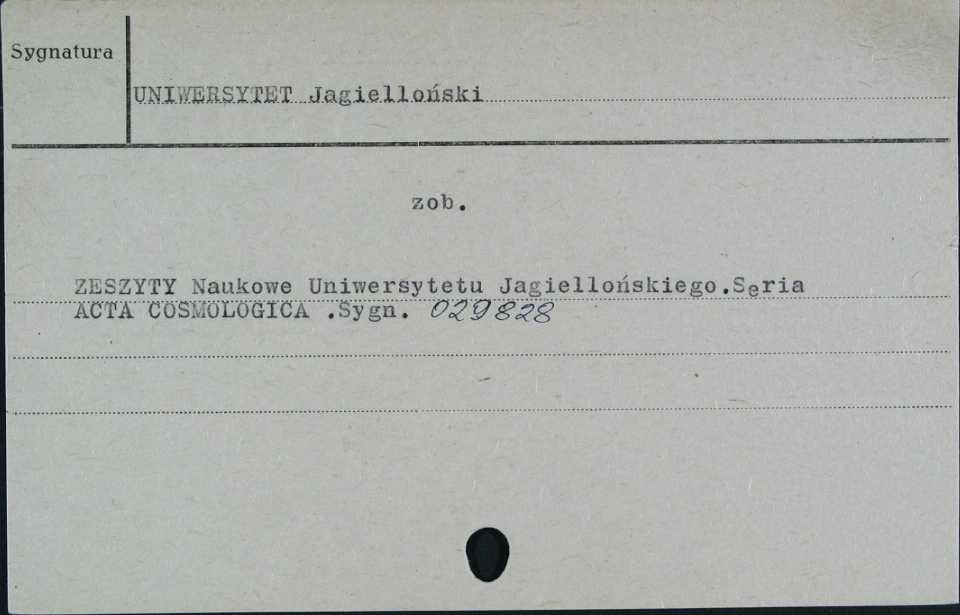 Sygnatura
UNIWERSYTET Jagielloński
zob.
ZESZYTY Naukowe Uniwersytetu Jagiellońskiego.Seria
ACTA COSMOLOGICA .Sygn. 029828